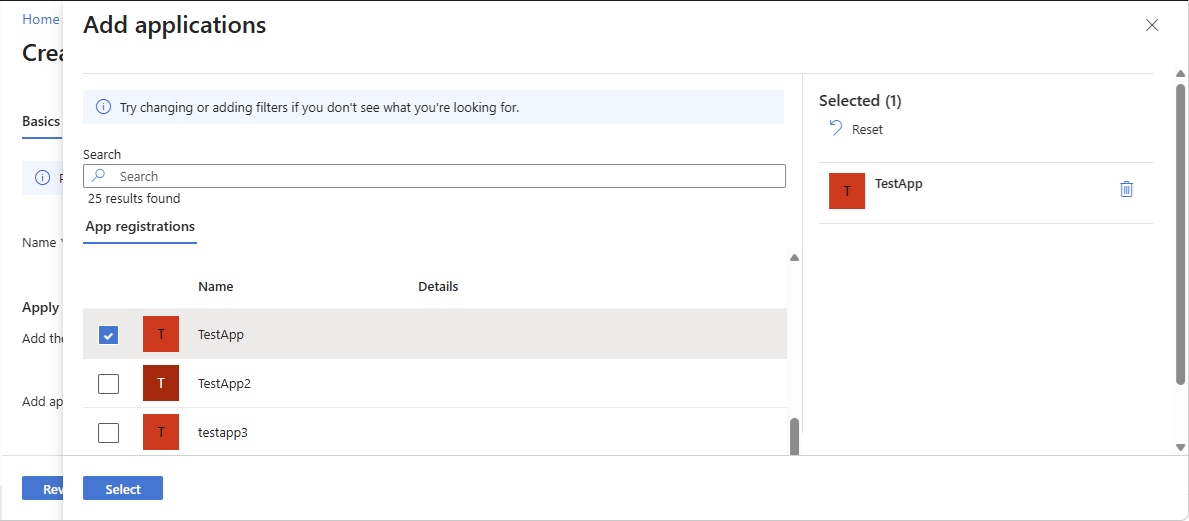 Home
Add applications
Crea
Try changing or adding filters if you don't see what you're looking for.
Selected (1)
Reset
Basics
Search
Search
25 results found
T
TestApp
App registrations
Name *
Name
Details
Apply
T
TestApp
Add the
T
TestApp2
Add ap
T
testapp3
Rev
Select